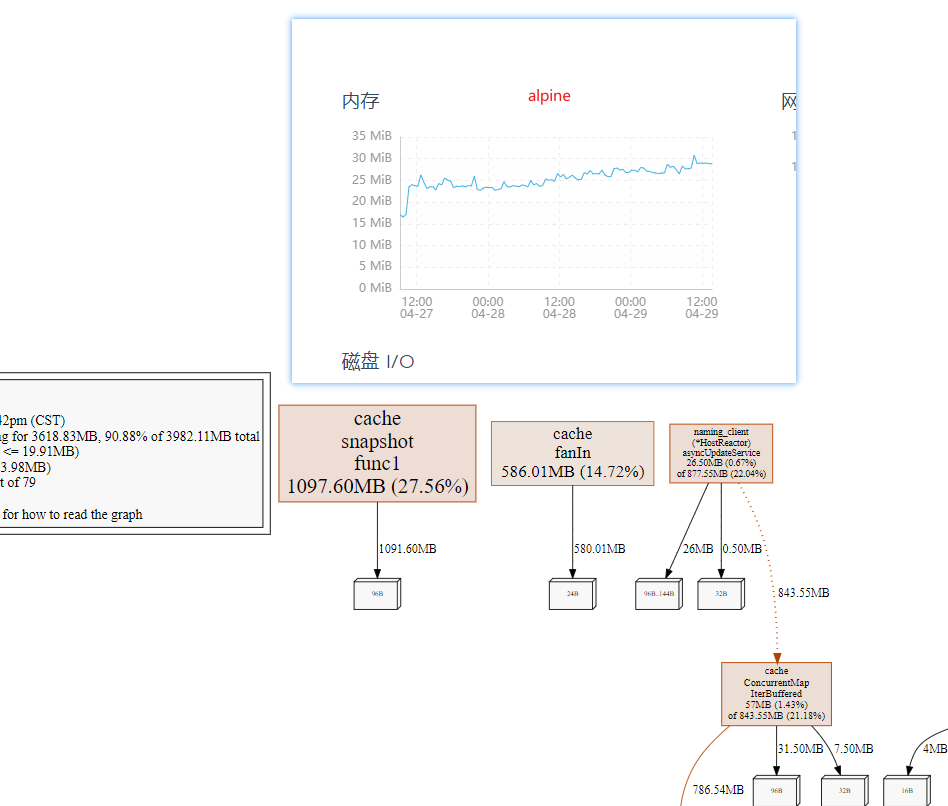 内存
alpine
网
35 MiB
30 MiB
25 MiB
20 MiB
15 MiB
10 MiB
5 MiB
0 MiB
1
1
12:00
04-27
00:00
04-28
12:00
04-28
00:00
04-29
12:00
04-29
磁盘 I/O
42pm (CST)
g for 3618.83MB, 90.88% of 3982.11MB total
<= 19.91MB)
3.98MB)
t of 79
for how to read the graph
cache
snapshot
func1
1097.60MB (27.56%)
cache
fanIn
586.01MB (14.72%)
naming_client
(*HostReactor)
asyncUpdateService
26.50MB (0.67%)
of 877.55MB (22.04%)
1091.60MB
580.01MB
26MB
0.50MB
96B
24B
96B..144B
32B
843.55MB
cache
ConcurrentMap
IterBuffered
57MB (1.43%)
of 843.55MB (21.18%)
31.50MB
7.50MB
4MB
786.54MB
96B
32B
16B